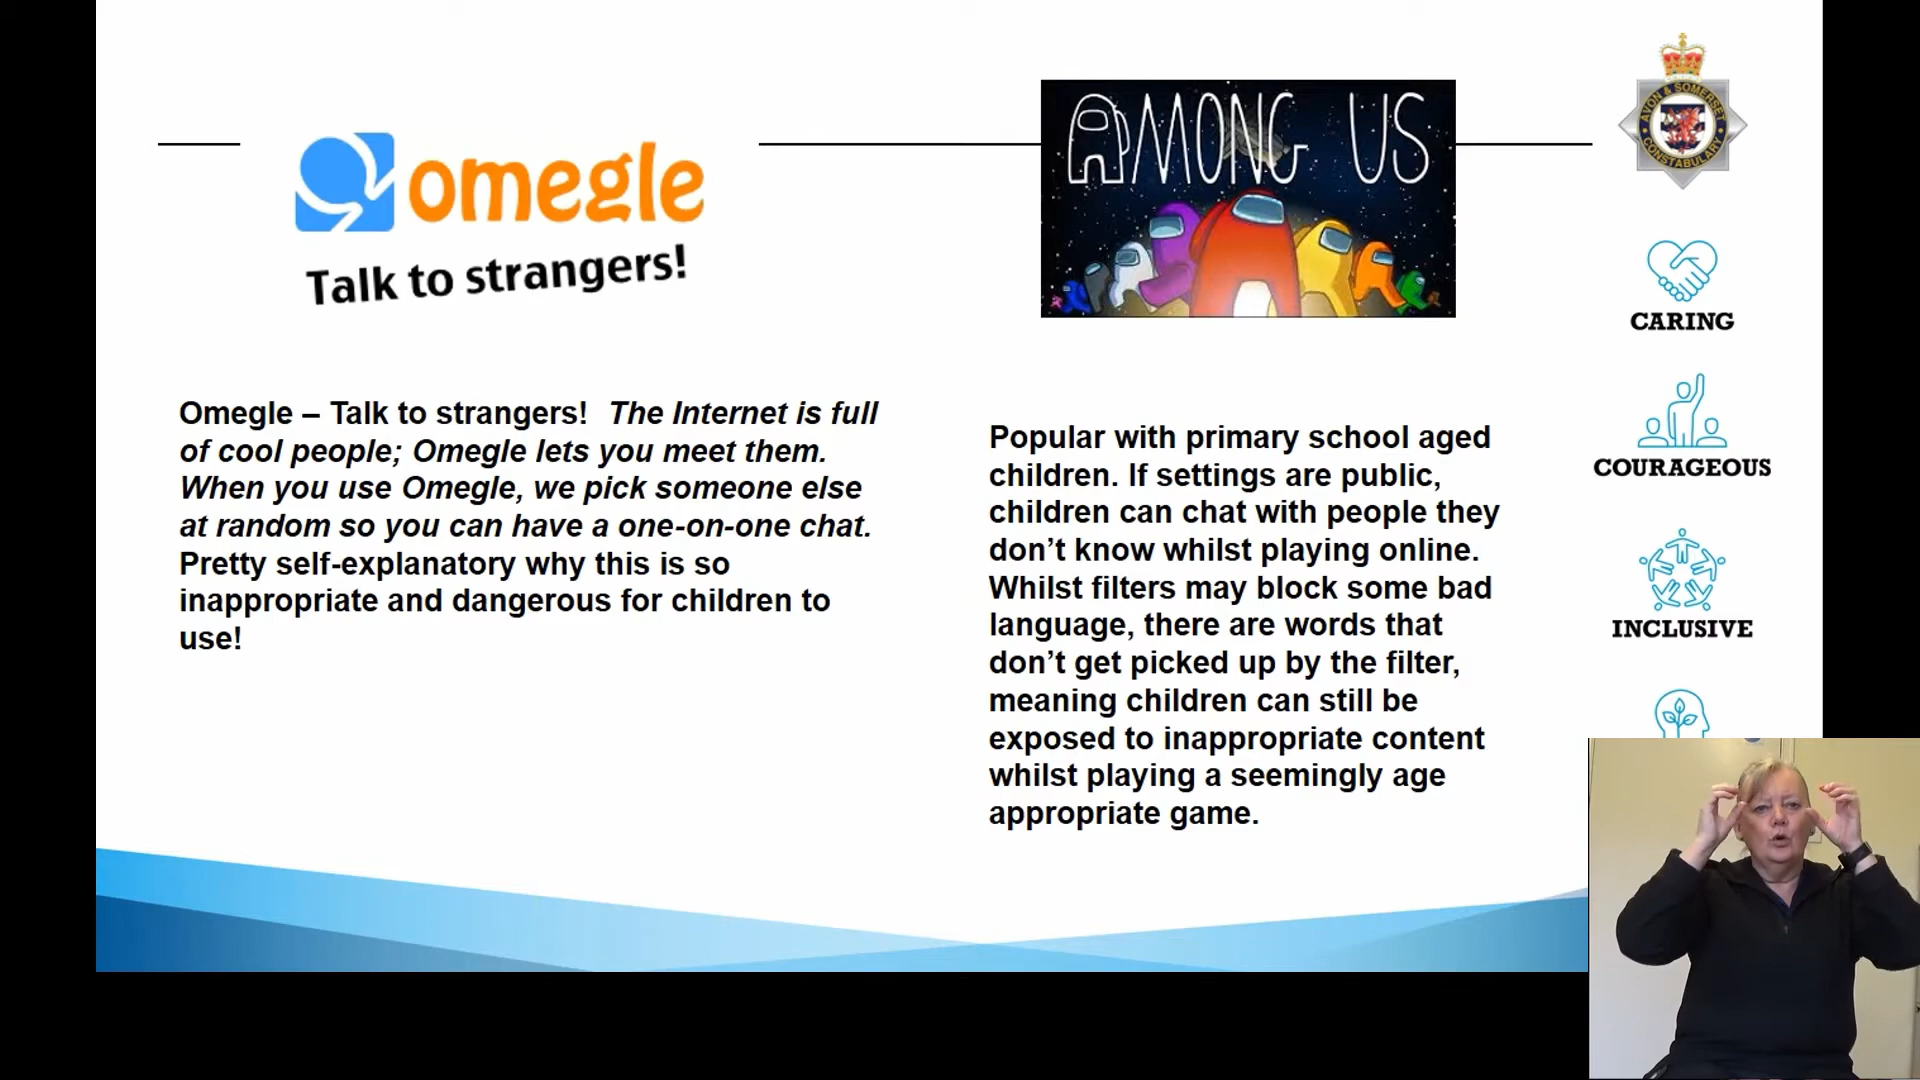 omegle
Talk to strangers!
AMONG US
AVON & SOMERSET
CONSTABULARY
CARING
COURAGEOUS
INCLUSIVE
Omegle – Talk to strangers! The Internet is full
of cool people; Omegle lets you meet them.
When you use Omegle, we pick someone else
at random so you can have a one-on-one chat.
Pretty self-explanatory why this is so
inappropriate and dangerous for children to
use!
Popular with primary school aged
children. If settings are public,
children can chat with people they
don’t know whilst playing online.
Whilst filters may block some bad
language, there are words that
don’t get picked up by the filter,
meaning children can still be
exposed to inappropriate content
whilst playing a seemingly age
appropriate game.